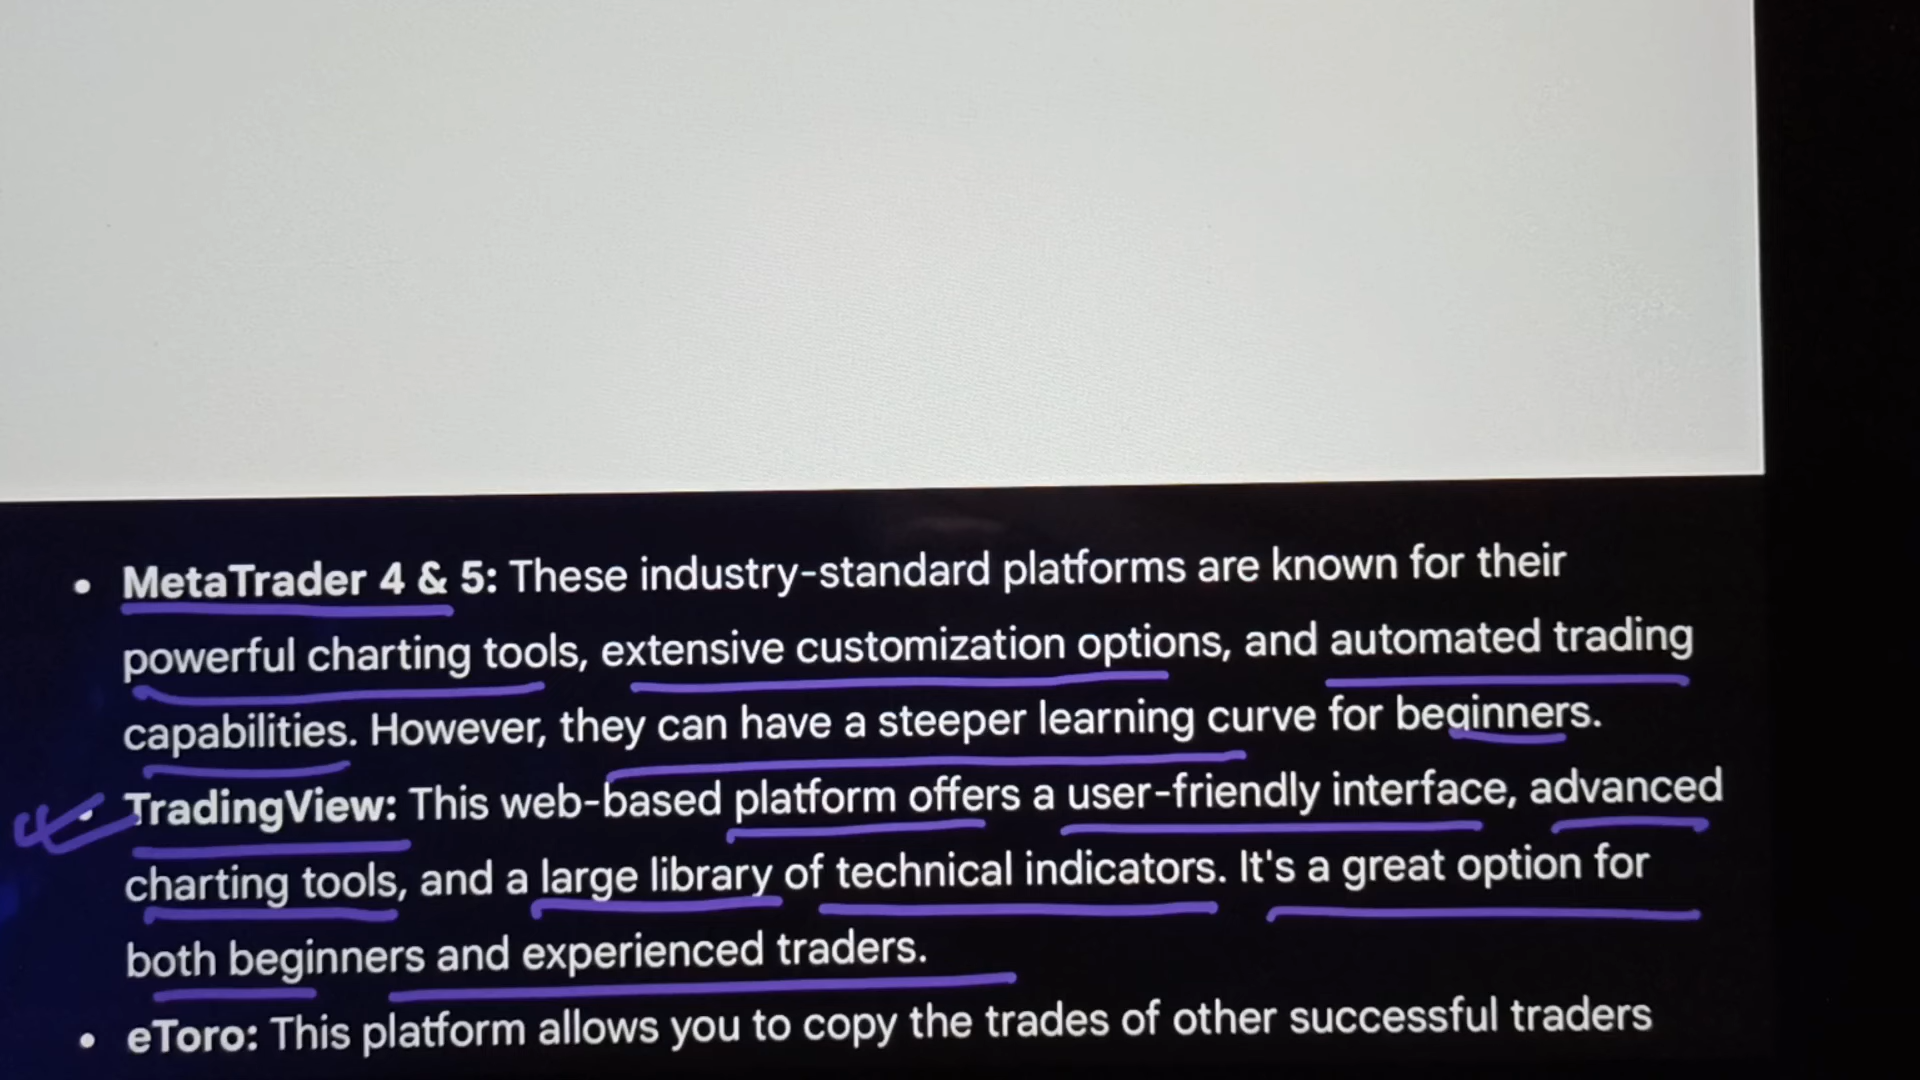 • MetaTrader 4 & 5: These industry-standard platforms are known for their
powerful charting tools, extensive customization options, and automated trading
capabilities. However, they can have a steeper learning curve for beginners.
• TradingView: This web-based platform offers a user-friendly interface, advanced
charting tools, and a large library of technical indicators. It's a great option for
both beginners and experienced traders.
• eToro: This platform allows you to copy the trades of other successful traders